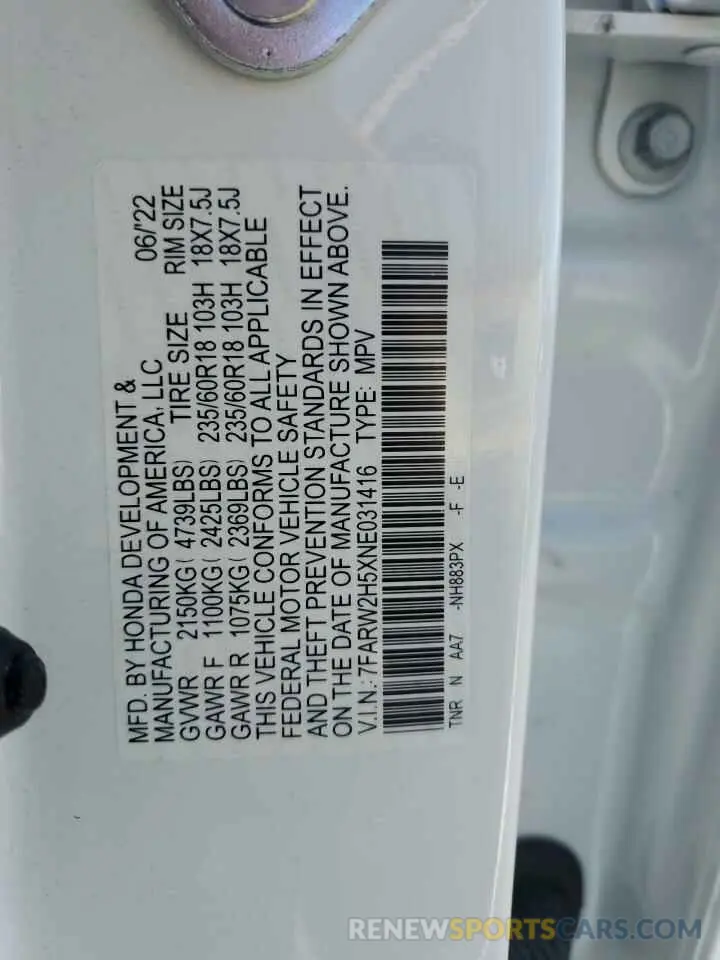 MFD. BY HONDA DEVELOPMENT &
MANUFACTURING OF AMERICA, LLC 06/'22
GVWR 2150KG( 4739LBS) TIRE SIZE RIM SIZE
GAWR F 1100KG( 2425LBS) 235/60R18 103H 18X7.5J
GAWR R 1075KG( 2369LBS) 235/60R18 103H 18X7.5J
THIS VEHICLE CONFORMS TO ALL APPLICABLE
FEDERAL MOTOR VEHICLE SAFETY
AND THEFT PREVENTION STANDARDS IN EFFECT
ON THE DATE OF MANUFACTURE SHOWN ABOVE.
V.I.N.: 7FARW2H5XNE031416 TYPE: MPV
TNR N AA7 -NH883PX -F -E
RENEWSPORTSCARS.COM